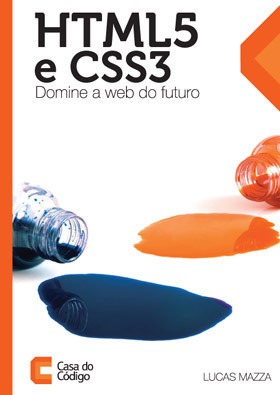 HTML5
e CSS3
Domine a web do futuro
Casa do
Código
LUCAS MAZZA